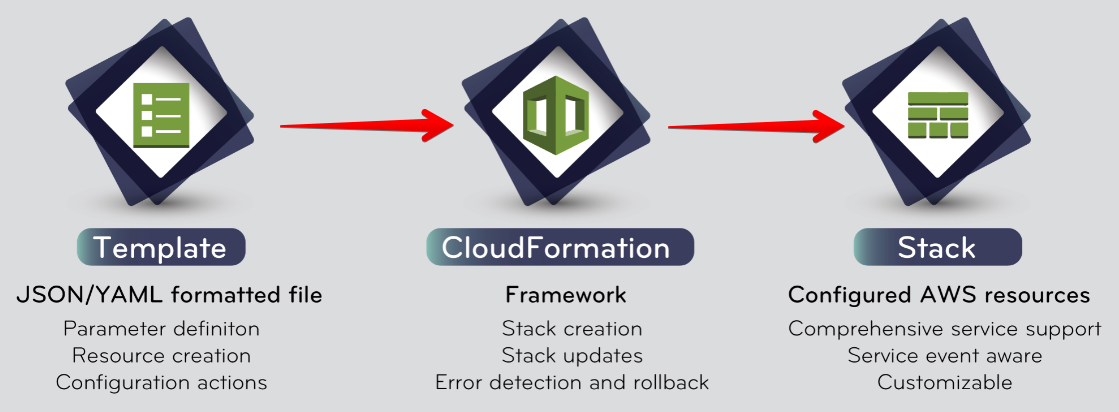 Template
JSON/YAML formatted file
Parameter definiton
Resource creation
Configuration actions
CloudFormation
Framework
Stack creation
Stack updates
Error detection and rollback
Stack
Configured AWS resources
Comprehensive service support
Service event aware
Customizable